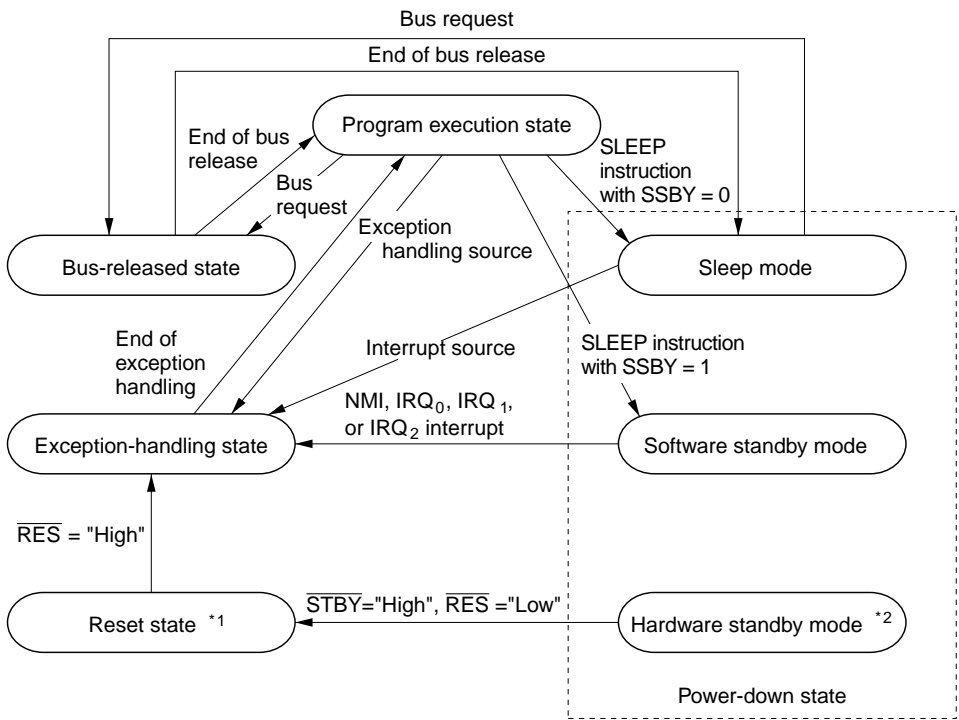 Bus request
End of bus release
Program execution state
End of bus
release
SLEEP
instruction
with SSBY = 0
Bus
request
Exception
handling source
Bus-released state
Sleep mode
End of
exception
handling
Interrupt source
SLEEP instruction
with SSBY = 1
NMI, IRQ0, IRQ1,
or IRQ2 interrupt
Exception-handling state
Software standby mode
RES = "High"
STBY="High", RES ="Low"
Reset state *1
Hardware standby mode *2
Power-down state